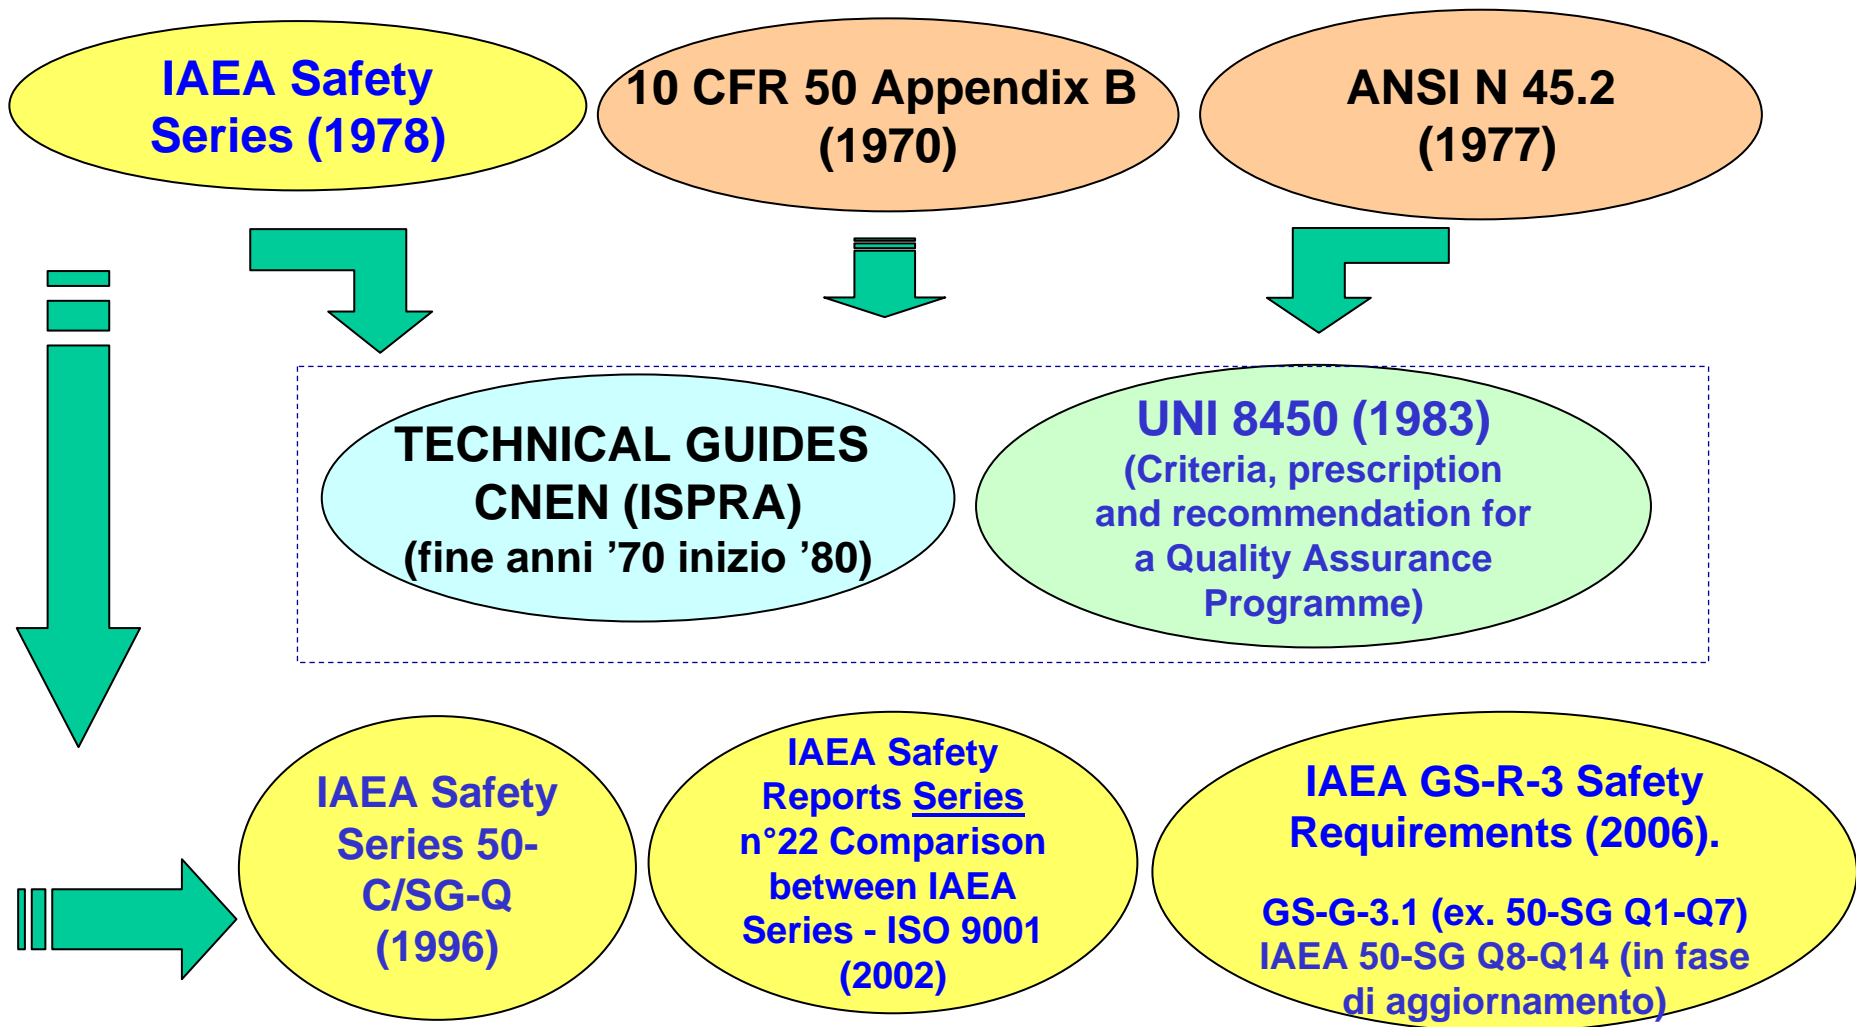 IAEA Safety
Series (1978)
10 CFR 50 Appendix B
(1970)
ANSI N 45.2
(1977)
TECHNICAL GUIDES
CNEN (ISPRA)
(fine anni ’70 inizio ’80)
UNI 8450 (1983)
(Criteria, prescription
and recommendation for
a Quality Assurance
Programme)
IAEA Safety
Series 50-
C/SG-Q
(1996)
IAEA Safety
Reports Series
n°22 Comparison
between IAEA
Series - ISO 9001
(2002)
IAEA GS-R-3 Safety
Requirements (2006).
GS-G-3.1 (ex. 50-SG Q1-Q7)
IAEA 50-SG Q8-Q14 (in fase
di aggiornamento)